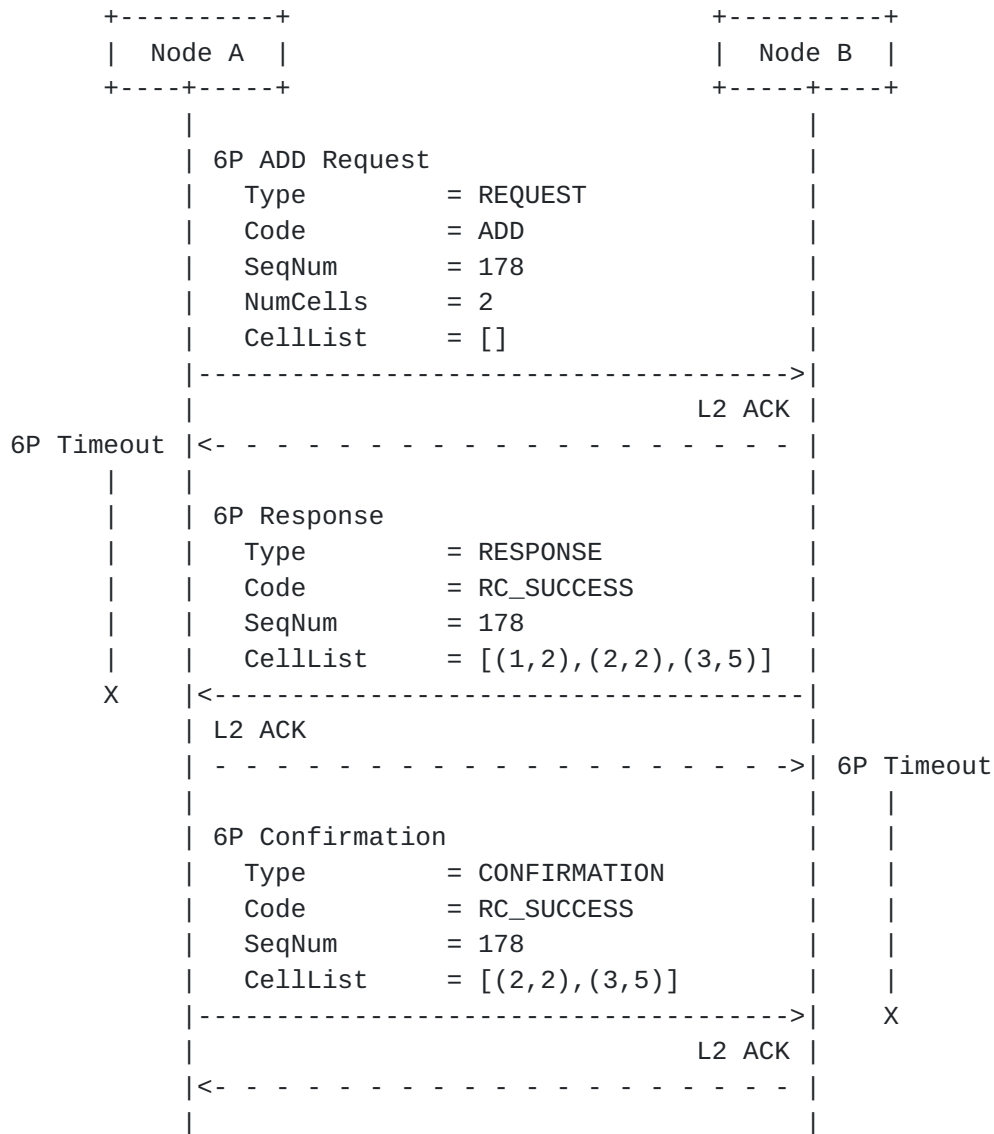 Node A Node B
6P ADD Request
Type = REQUEST
Code = ADD
SeqNum = 178
NumCells = 2
CellList = []
L2 ACK
6P Timeout
6P Response
Type = RESPONSE
Code = RC_SUCCESS
SeqNum = 178
CellList = [(1,2),(2,2),(3,5)]
X
L2 ACK
6P Timeout
6P Confirmation
Type = CONFIRMATION
Code = RC_SUCCESS
SeqNum = 178
CellList = [(2,2),(3,5)]
X
L2 ACK